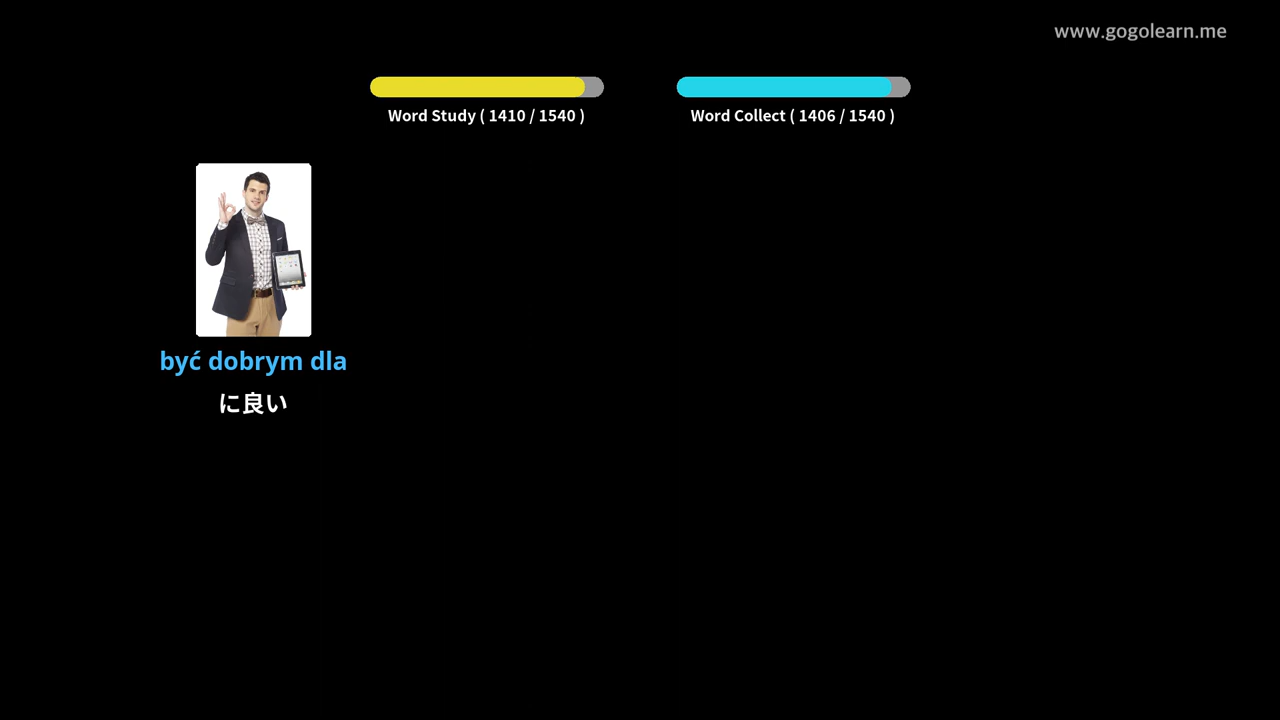 www.gogolearn.me
Word Study ( 1410 / 1540 )
Word Collect ( 1406 / 1540 )
być dobrym dla
に良い